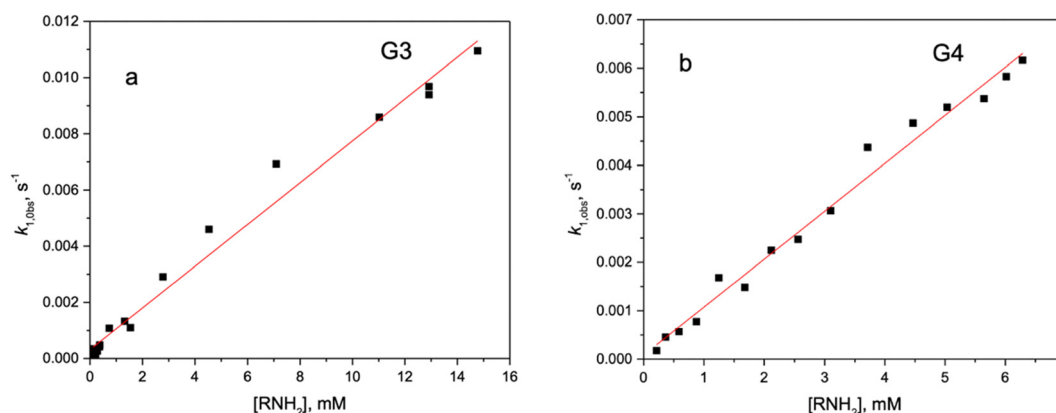 0.012
0.010
0.008
0.006
0.004
0.002
0.000
k1,0bs, s-1
a
G3
0 2 4 6 8 10 12 14 16
[RNH2], mM
0.007
0.006
0.005
0.004
0.003
0.002
0.001
0.000
k1,obs, s-1
b
G4
0 1 2 3 4 5 6
[RNH2], mM